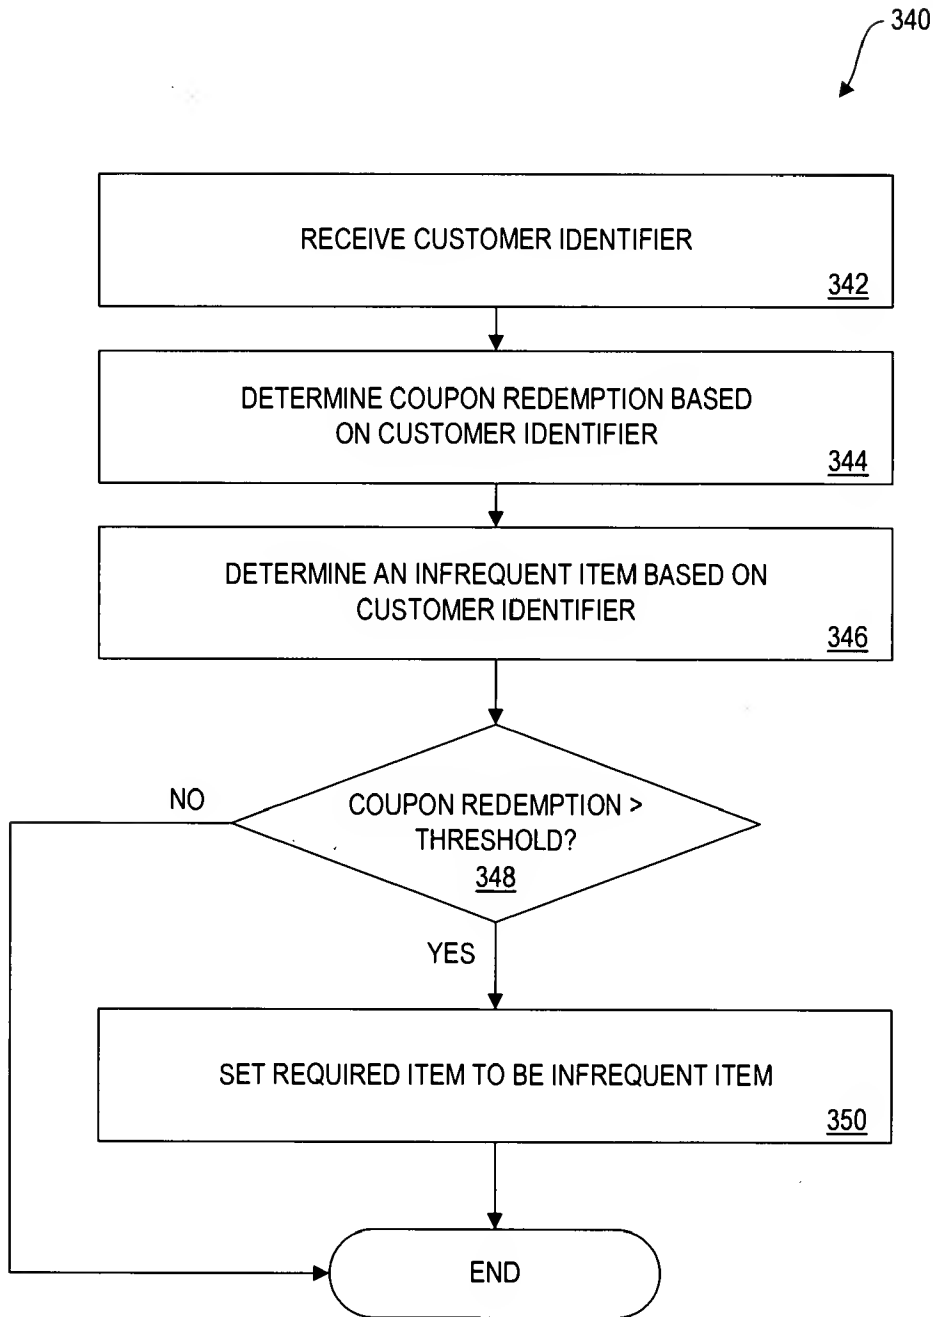 340
RECEIVE CUSTOMER IDENTIFIER
342
DETERMINE COUPON REDEMPTION BASED
ON CUSTOMER IDENTIFIER
344
DETERMINE AN INFREQUENT ITEM BASED ON
CUSTOMER IDENTIFIER
346
NO
COUPON REDEMPTION >
THRESHOLD?
348
YES
SET REQUIRED ITEM TO BE INFREQUENT ITEM
350
END